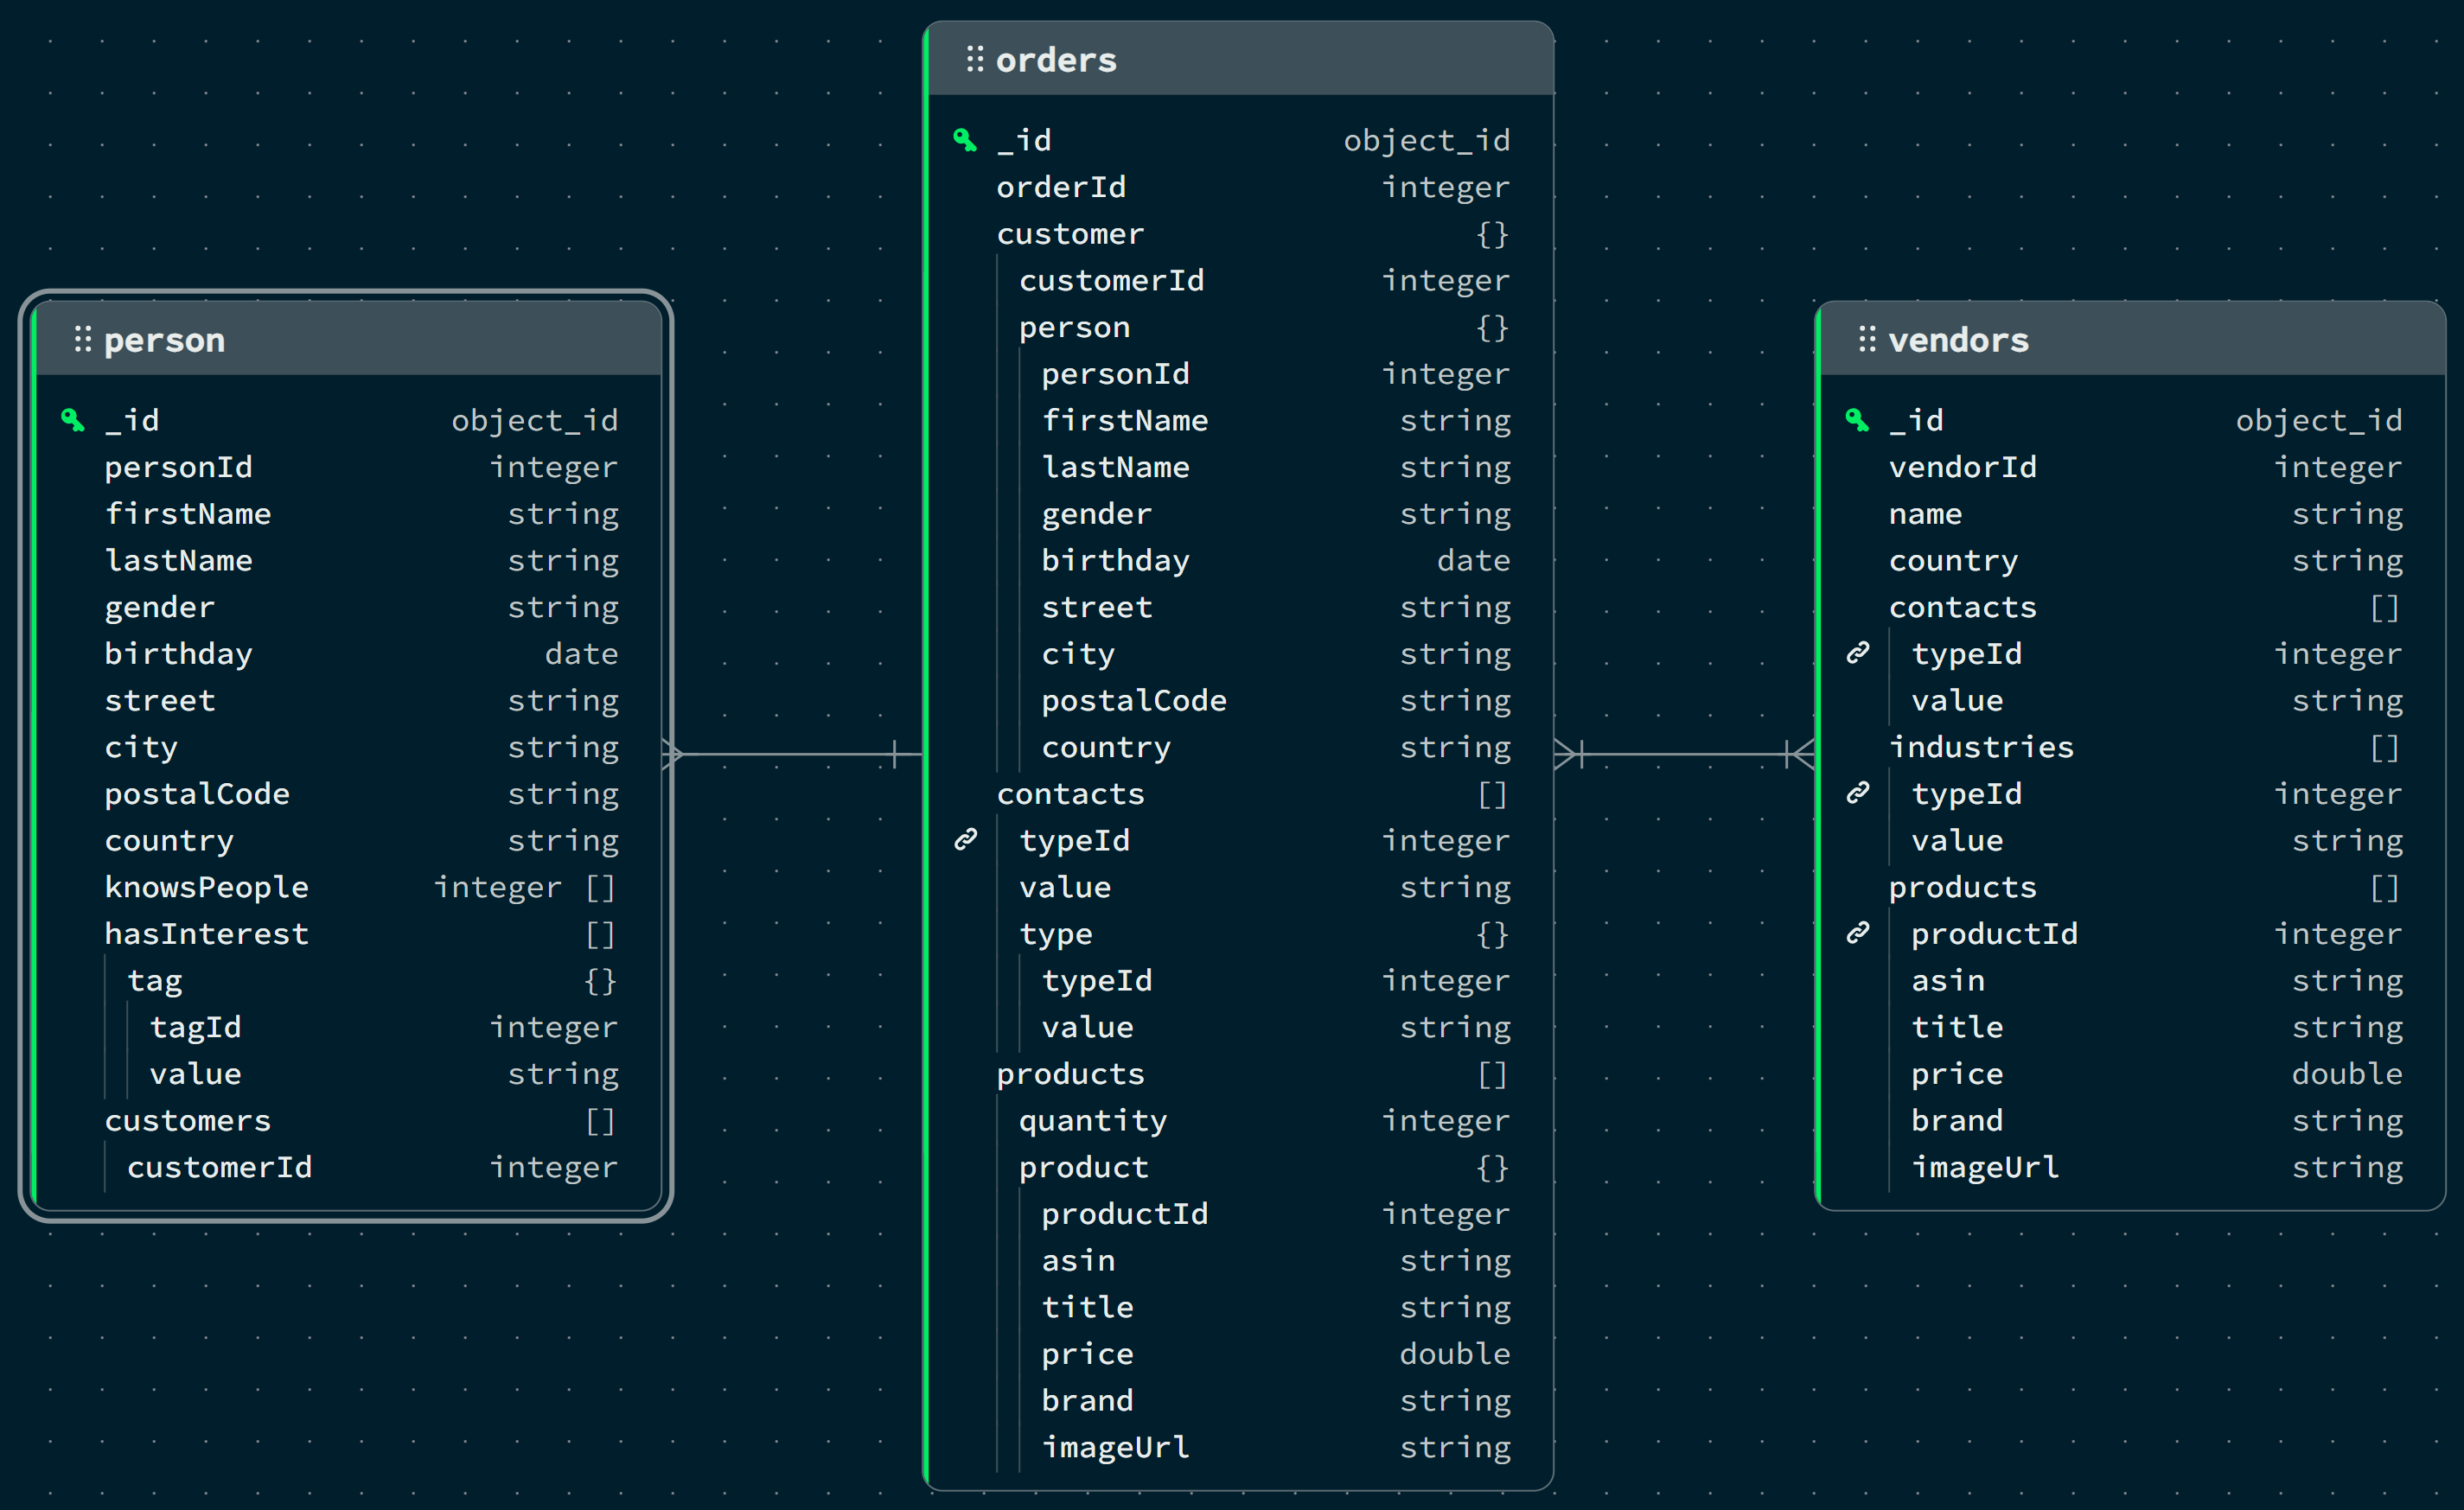 person
_id object_id
personId integer
firstName string
lastName string
gender string
birthday date
street string
city string
postalCode string
country string
knowsPeople integer []
hasInterest []
tag {}
tagId integer
value string
customers []
customerId integer
orders
_id object_id
orderId integer
customer {}
customerId integer
person {}
personId integer
firstName string
lastName string
gender string
birthday date
street string
city string
postalCode string
country string
contacts []
typeId integer
value string
type {}
typeId integer
value string
products []
quantity integer
product {}
productId integer
asin string
title string
price double
brand string
imageUrl string
vendors
_id object_id
vendorId integer
name string
country string
contacts []
typeId integer
value string
industries []
typeId integer
value string
products []
productId integer
asin string
title string
price double
brand string
imageUrl string